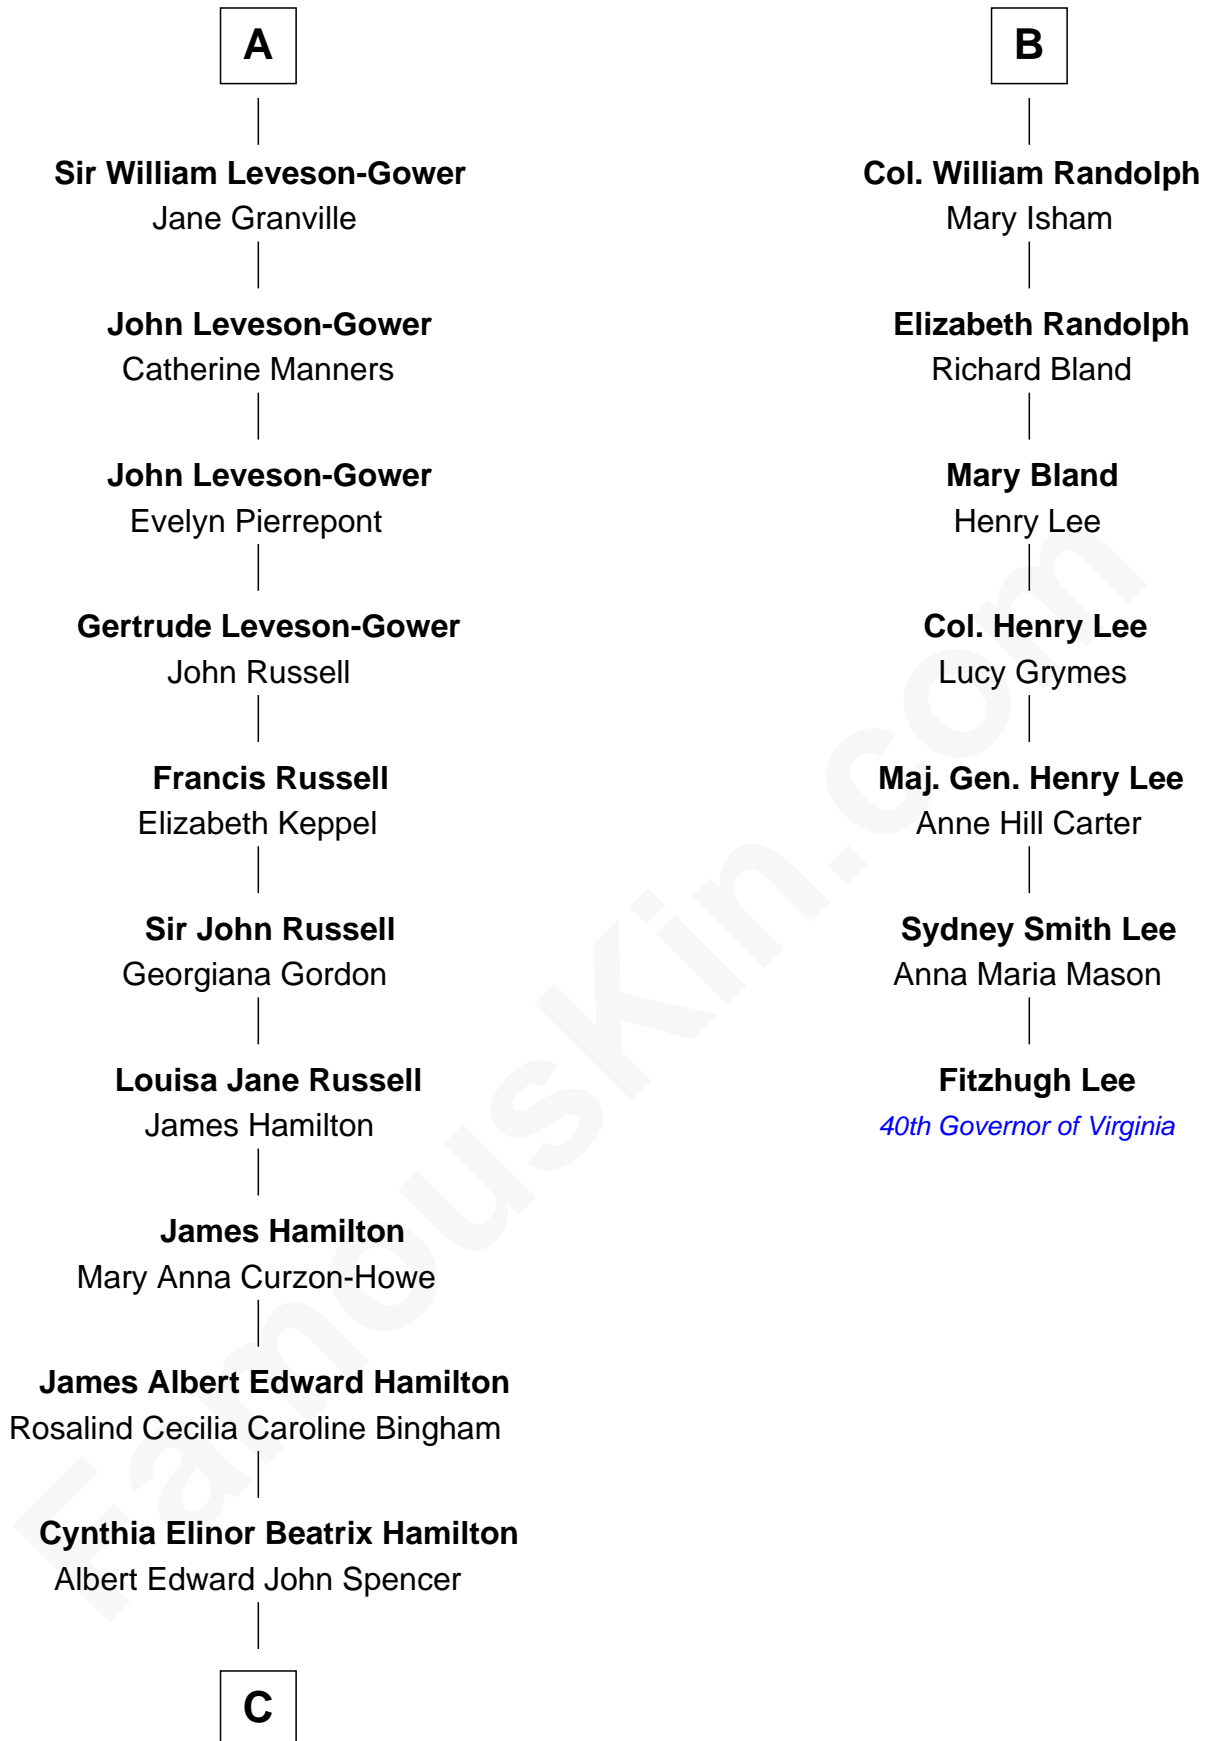 A
Sir William Leveson-Gower
Jane Granville
John Leveson-Gower
Catherine Manners
John Leveson-Gower
Evelyn Pierrepont
Gertrude Leveson-Gower
John Russell
Francis Russell
Elizabeth Keppel
Sir John Russell
Georgiana Gordon
Louisa Jane Russell
James Hamilton
James Hamilton
Mary Anna Curzon-Howe
James Albert Edward Hamilton
Rosalind Cecilia Caroline Bingham
Cynthia Elinor Beatrix Hamilton
Albert Edward John Spencer
C
B
Col. William Randolph
Mary Isham
Elizabeth Randolph
Richard Bland
Mary Bland
Henry Lee
Col. Henry Lee
Lucy Grymes
Maj. Gen. Henry Lee
Anne Hill Carter
Sydney Smith Lee
Anna Maria Mason
Fitzhugh Lee
40th Governor of Virginia
FamousKin.com